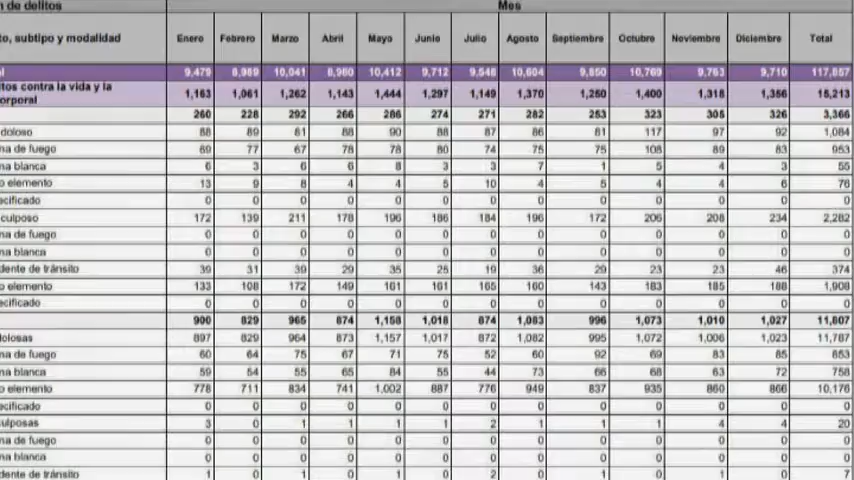 n de delitos Mes
to, subtipo y modalidad Enero Febrero Marzo Abril Mayo Junio Julio Agosto Septiembre Octubre Noviembre Diciembre Total
al 9,479 8,989 10,041 8,960 10,412 9,712 9,548 10,604 9,850 10,769 9,763 9,710 117,857
tos contra la vida y la
orporal 1,163 1,061 1,262 1,143 1,444 1,297 1,149 1,370 1,250 1,400 1,318 1,356 15,213
260 228 292 266 286 274 271 282 253 323 305 326 3,366
doloso 88 89 81 88 90 88 87 86 81 117 97 92 1,084
ma de fuego 69 77 67 78 78 80 74 75 75 108 89 83 953
ma blanca 6 3 6 6 8 3 3 7 1 5 4 3 55
o elemento 13 9 8 4 4 5 10 4 5 4 4 6 76
ecificado 0 0 0 0 0 0 0 0 0 0 0 0 0
culposo 172 139 211 178 196 186 184 196 172 206 208 234 2,282
ma de fuego 0 0 0 0 0 0 0 0 0 0 0 0 0
ma blanca 0 0 0 0 0 0 0 0 0 0 0 0 0
dente de tránsito 39 31 39 29 35 25 19 36 29 23 23 46 374
o elemento 133 108 172 149 161 161 165 160 143 183 185 188 1,908
ecificado 0 0 0 0 0 0 0 0 0 0 0 0 0
900 829 965 874 1,158 1,018 874 1,083 996 1,073 1,010 1,027 11,807
dolosas 897 829 964 873 1,157 1,017 872 1,082 995 1,072 1,006 1,023 11,787
ma de fuego 60 64 75 67 71 75 52 60 92 69 83 85 853
ma blanca 59 54 55 65 84 55 44 73 66 68 63 72 758
o elemento 778 711 834 741 1,002 887 776 949 837 935 860 866 10,176
ecificado 0 0 0 0 0 0 0 0 0 0 0 0 0
ulposas 3 0 1 1 1 1 2 1 1 1 4 4 20
ma de fuego 0 0 0 0 0 0 0 0 0 0 0 0 0
ma blanca 0 0 0 0 0 0 0 0 0 0 0 0 0
dente de tránsito 1 0 1 0 1 0 2 0 1 0 1 0 7